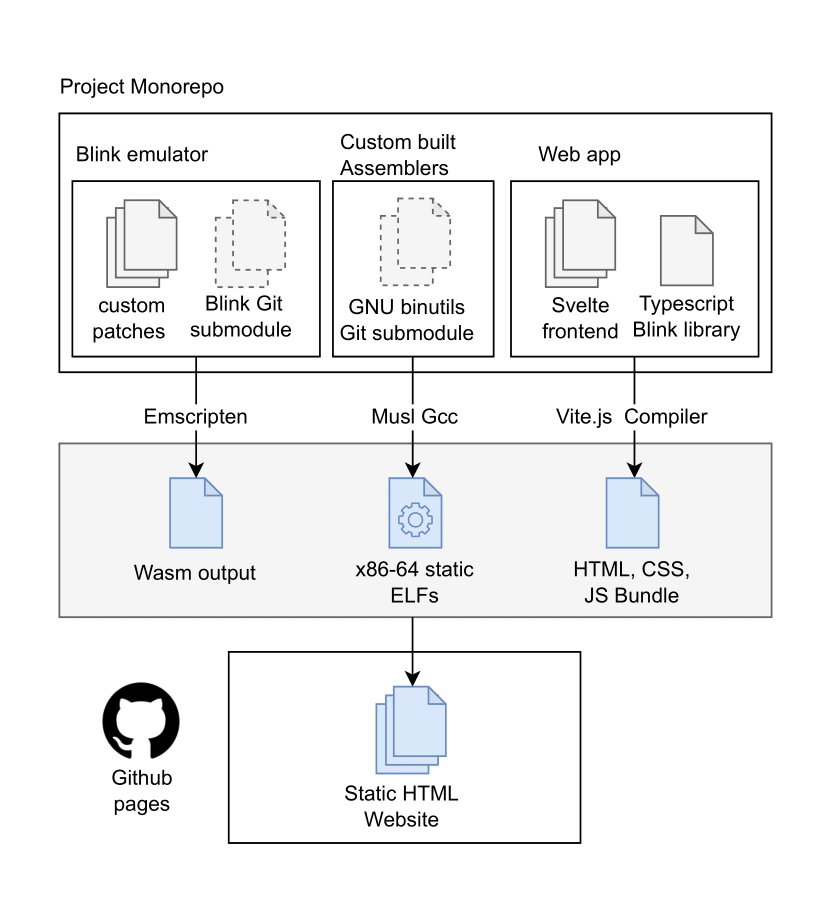 Project Monorepo
Blink emulator
Custom built
Assemblers
Web app
custom
patches
Blink Git
submodule
GNU binutils
Git submodule
Svelte
frontend
Typescript
Blink library
Emscripten
Musl Gcc
Vite.js Compiler
Wasm output
x86-64 static
ELFs
HTML, CSS,
JS Bundle
Github
pages
Static HTML
Website